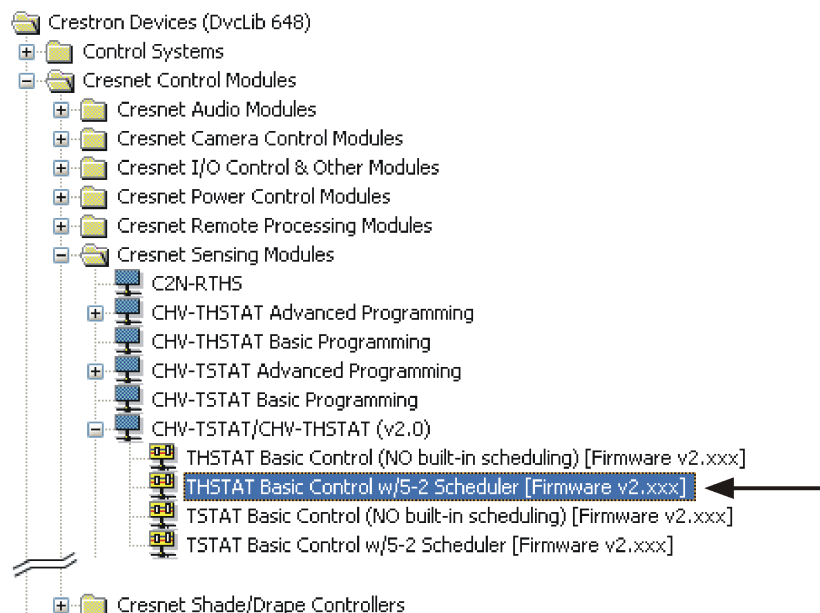 Crestron Devices (DvcLib 648)
Control Systems
Cresnet Control Modules
Cresnet Audio Modules
Cresnet Camera Control Modules
Cresnet I/O Control & Other Modules
Cresnet Power Control Modules
Cresnet Remote Processing Modules
Cresnet Sensing Modules
C2N-RTHS
CHV-THSTAT Advanced Programming
CHV-THSTAT Basic Programming
CHV-TSTAT Advanced Programming
CHV-TSTAT Basic Programming
CHV-TSTAT/CHV-THSTAT (v2.0)
THSTAT Basic Control (NO built-in scheduling) [Firmware v2.xxx]
THSTAT Basic Control w/5-2 Scheduler [Firmware v2.xxx]
TSTAT Basic Control (NO built-in scheduling) [Firmware v2.xxx]
TSTAT Basic Control w/5-2 Scheduler [Firmware v2.xxx]
Cresnet Shade/Drape Controllers